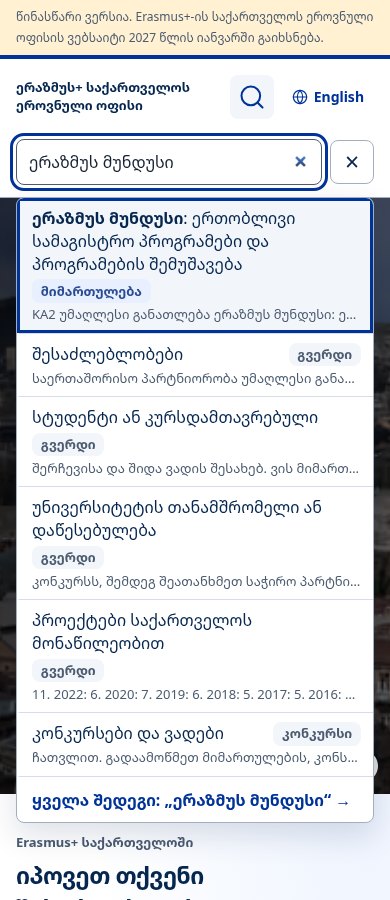 წინასწარი ვერსია. Erasmus+-ის საქართველოს ეროვნული
ოფისის ვებსაიტი 2027 წლის იანვარში გაიხსნება.
ერაზმუს+ საქართველოს
ეროვნული ოფისი
English
ერაზმუს მუნდუსი
ერაზმუს მუნდუსი: ერთობლივი
სამაგისტრო პროგრამები და
პროგრამების შემუშავება
მიმართულება
KA2 უმაღლესი განათლება ერაზმუს მუნდუსი: ე...
შესაძლებლობები
გვერდი
საერთაშორისო პარტნიორობა უმაღლესი განა...
სტუდენტი ან კურსდამთავრებული
გვერდი
შერჩევისა და შიდა ვადის შესახებ. ვის მიმართ...
უნივერსიტეტის თანამშრომელი ან
დაწესებულება
გვერდი
კონკურსს, შემდეგ შეათანხმეთ საჭირო პარტნი...
პროექტები საქართველოს
მონაწილეობით
გვერდი
11. 2022: 6. 2020: 7. 2019: 6. 2018: 5. 2017: 5. 2016: ...
კონკურსები და ვადები
კონკურსი
ჩათვლით. გადაამოწმეთ მიმართულების, კონს...
ყველა შედეგი: „ერაზმუს მუნდუსი“ →
Erasmus+ საქართველოში
იპოვეთ თქვენი